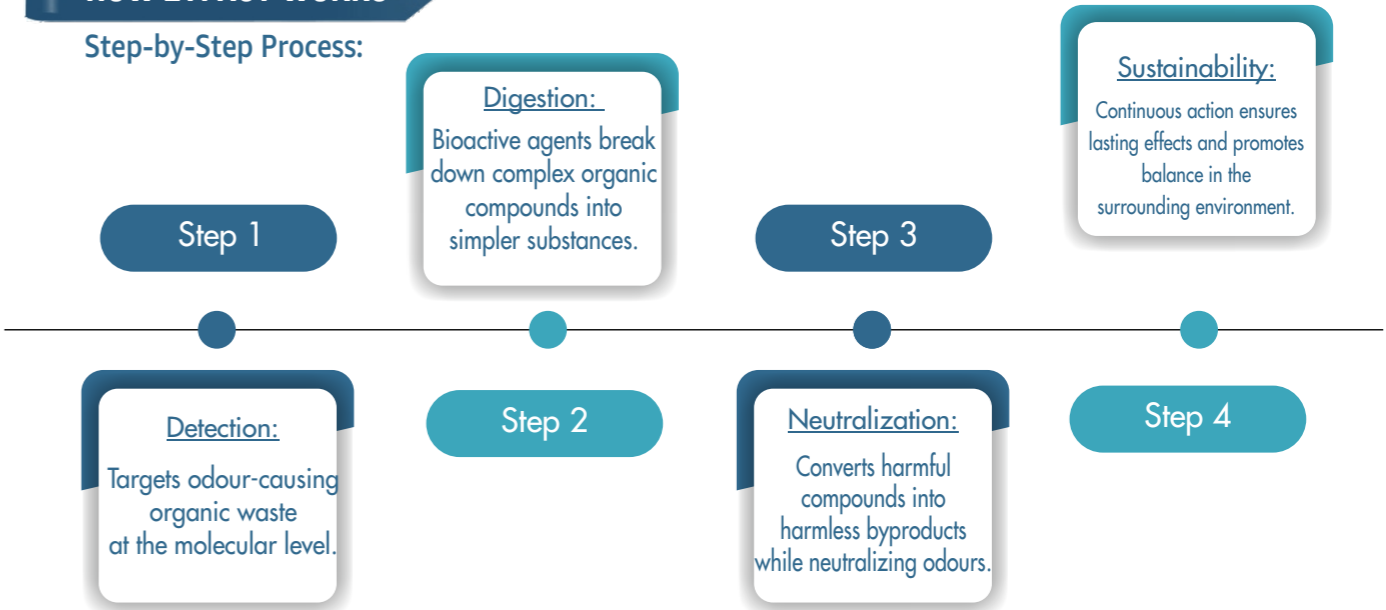 Step-by-Step Process:
Step 1
Detection:
Targets odour-causing
organic waste
at the molecular level.
Digestion:
Bioactive agents break
down complex organic
compounds into
simpler substances.
Step 2
Step 3
Neutralization:
Converts harmful
compounds into
harmless byproducts
while neutralizing odours.
Sustainability:
Continuous action ensures
lasting effects and promotes
balance in the
surrounding environment.
Step 4